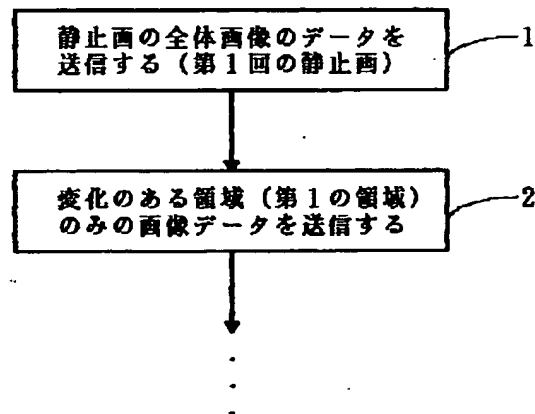 静止画の全体画像のデータを
送信する（第1回の静止画）
1
変化のある領域（第1の領域）
のみの画像データを送信する
2